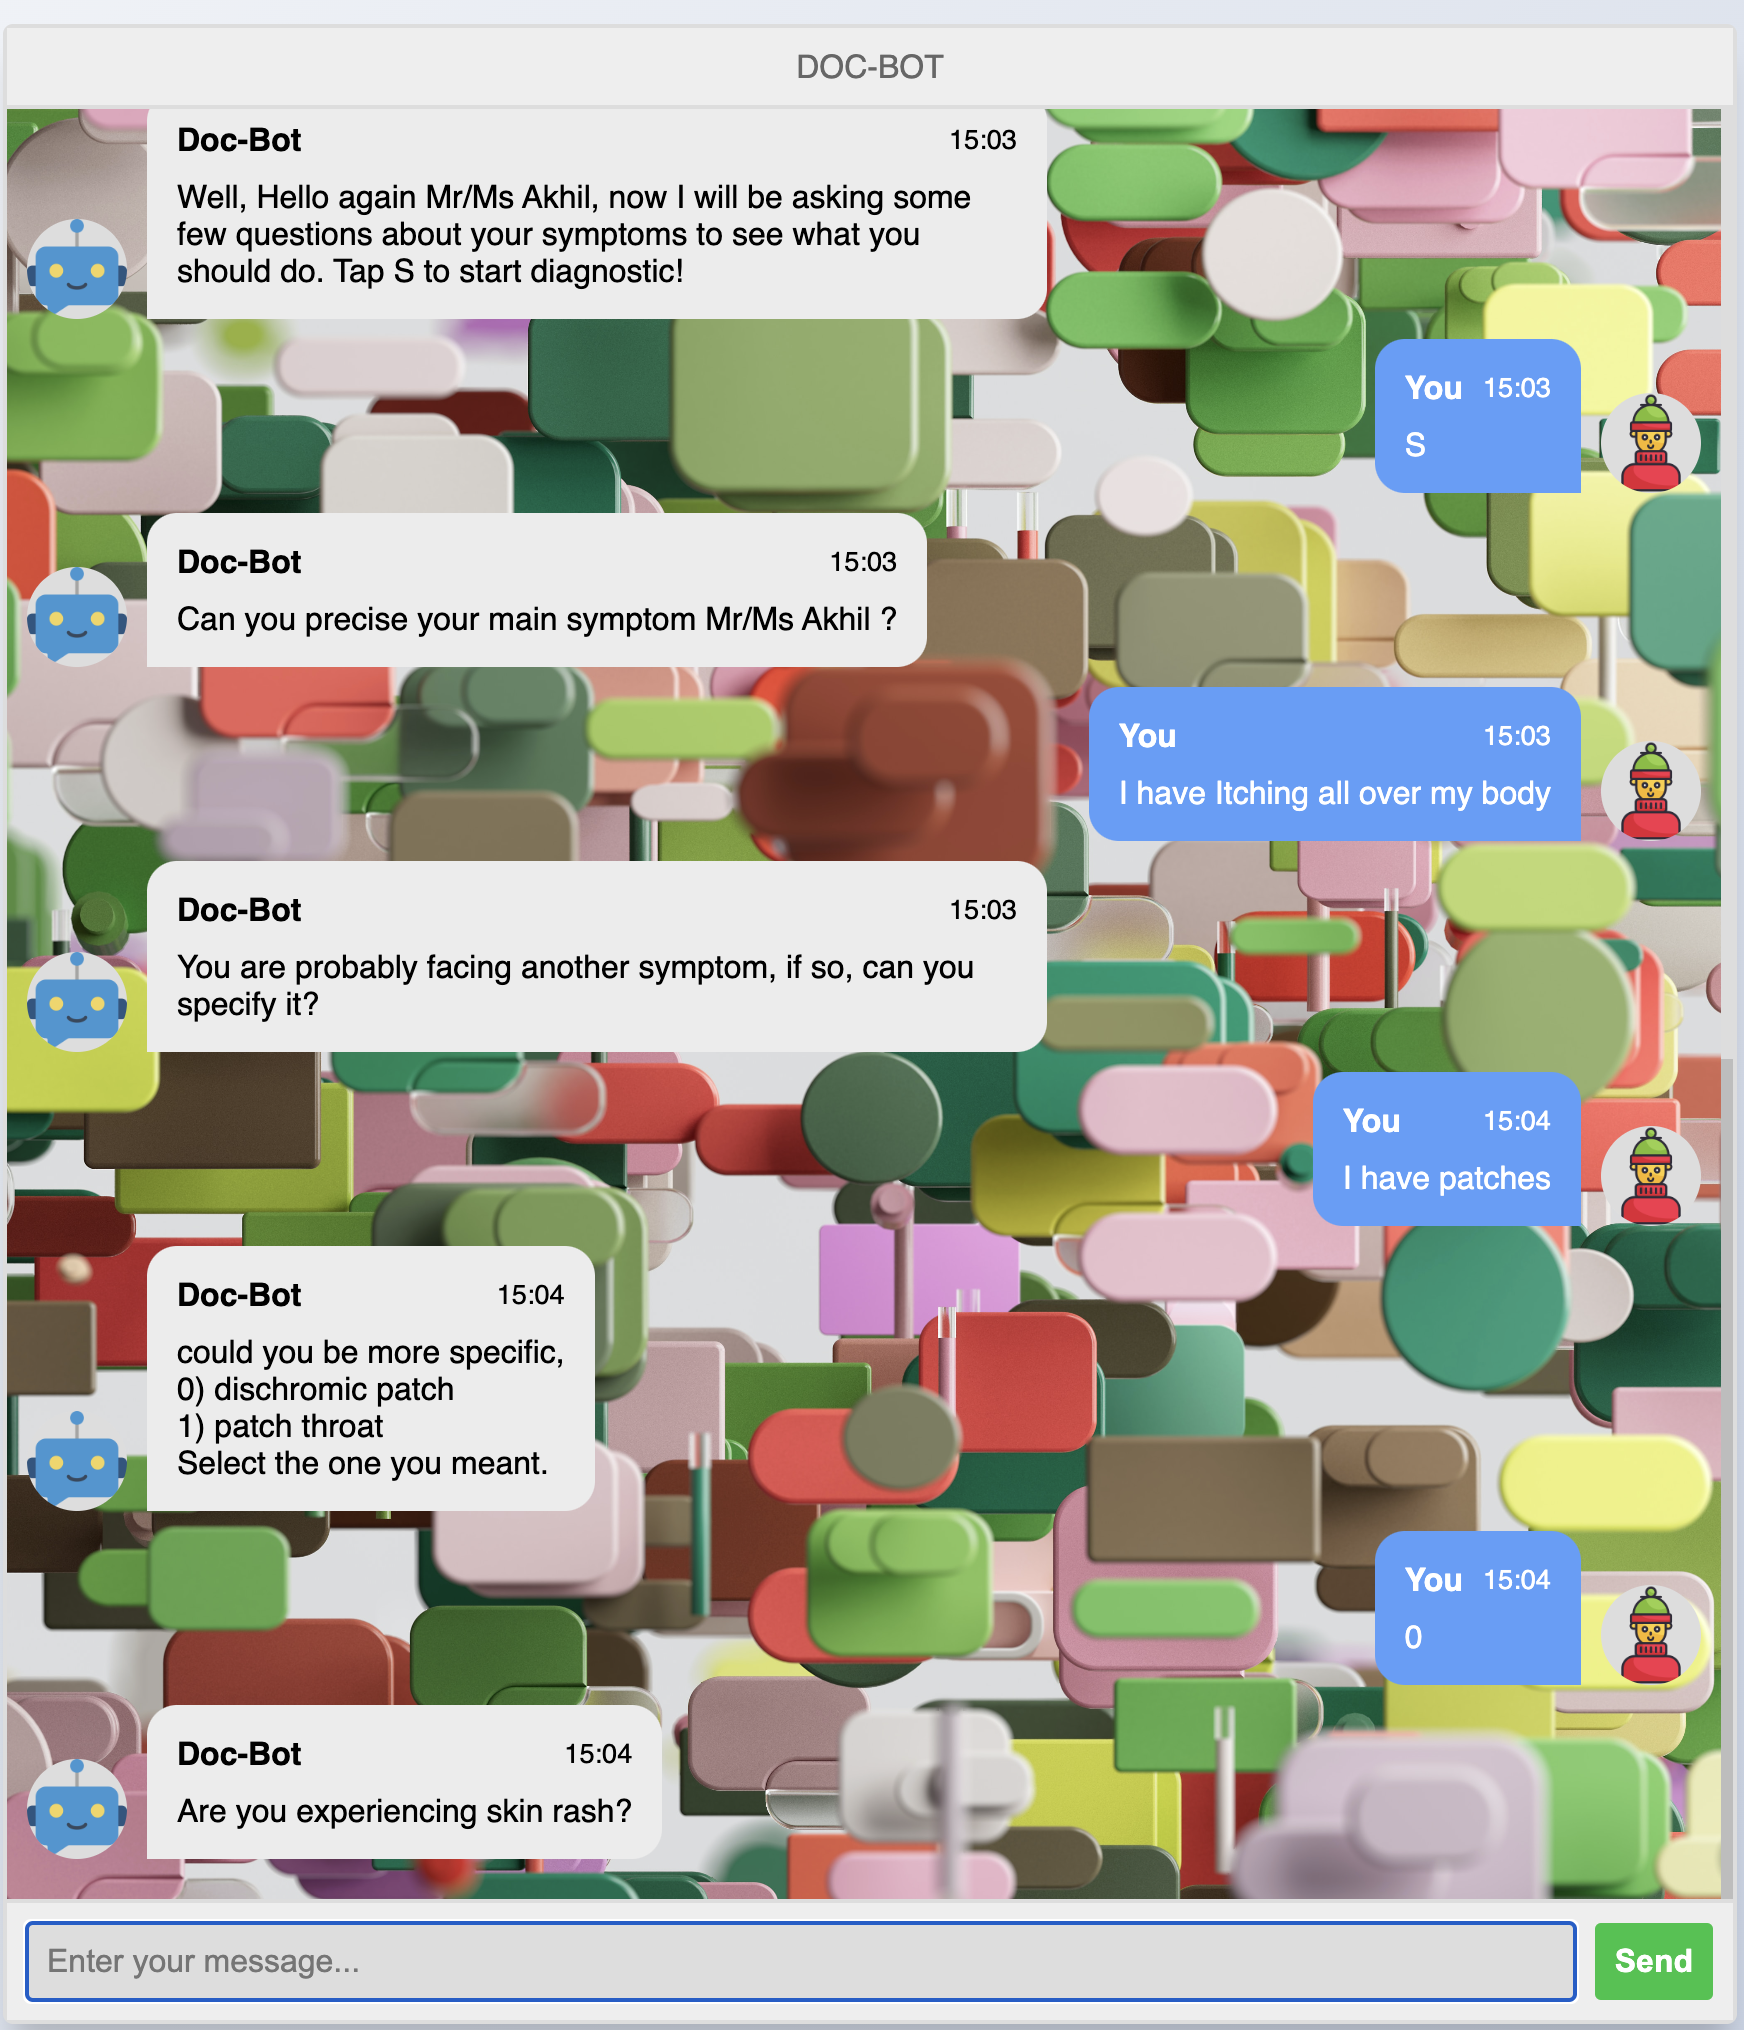 DOC-BOT
Doc-Bot 15:03
Well, Hello again Mr/Ms Akhil, now I will be asking some
few questions about your symptoms to see what you
should do. Tap S to start diagnostic!
You 15:03
S
Doc-Bot 15:03
Can you precise your main symptom Mr/Ms Akhil ?
You 15:03
I have Itching all over my body
Doc-Bot 15:03
You are probably facing another symptom, if so, can you
specify it?
You 15:04
I have patches
Doc-Bot 15:04
could you be more specific,
0) dischromic patch
1) patch throat
Select the one you meant.
You 15:04
0
Doc-Bot 15:04
Are you experiencing skin rash?
Enter your message...
Send